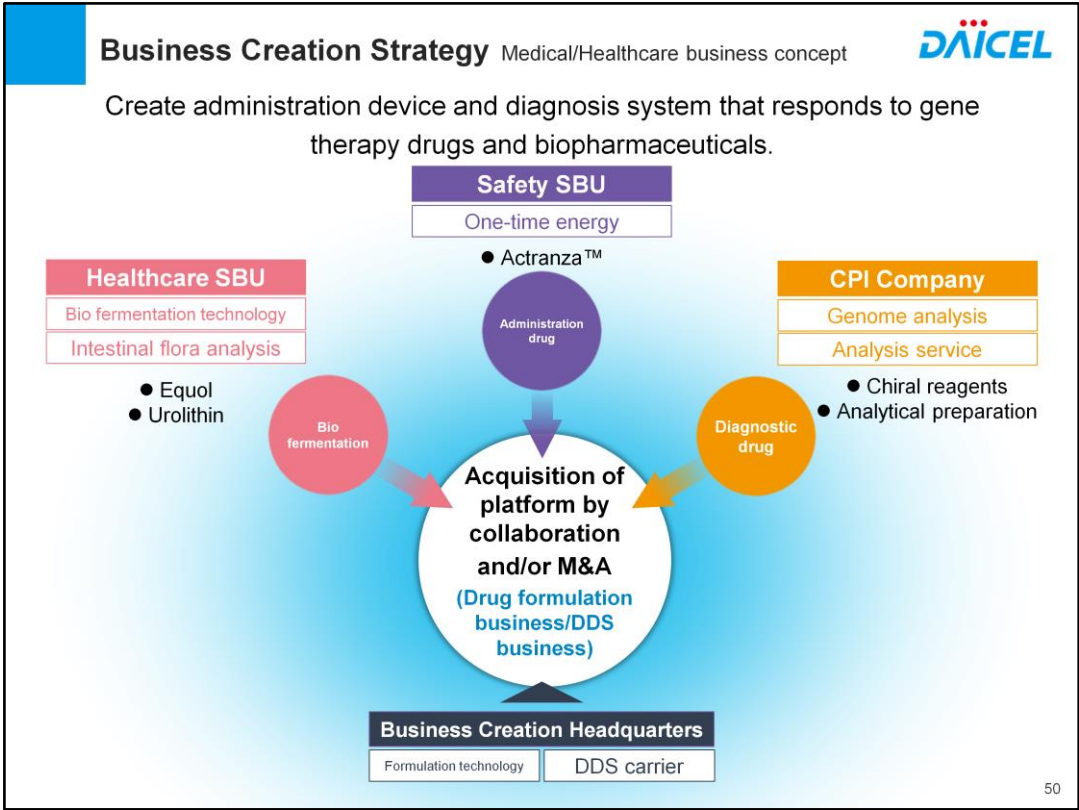 Business Creation Strategy Medical/Healthcare business concept
DAICEL
Create administration device and diagnosis system that responds to gene
therapy drugs and biopharmaceuticals.
Safety SBU
One-time energy
● Actranza™
Administration
drug
Healthcare SBU
Bio fermentation technology
Intestinal flora analysis
● Equol
● Urolithin
Bio
fermentation
CPI Company
Genome analysis
Analysis service
● Chiral reagents
● Analytical preparation
Diagnostic
drug
Acquisition of
platform by
collaboration
and/or M&A
(Drug formulation
business/DDS
business)
Business Creation Headquarters
Formulation technology
DDS carrier
50